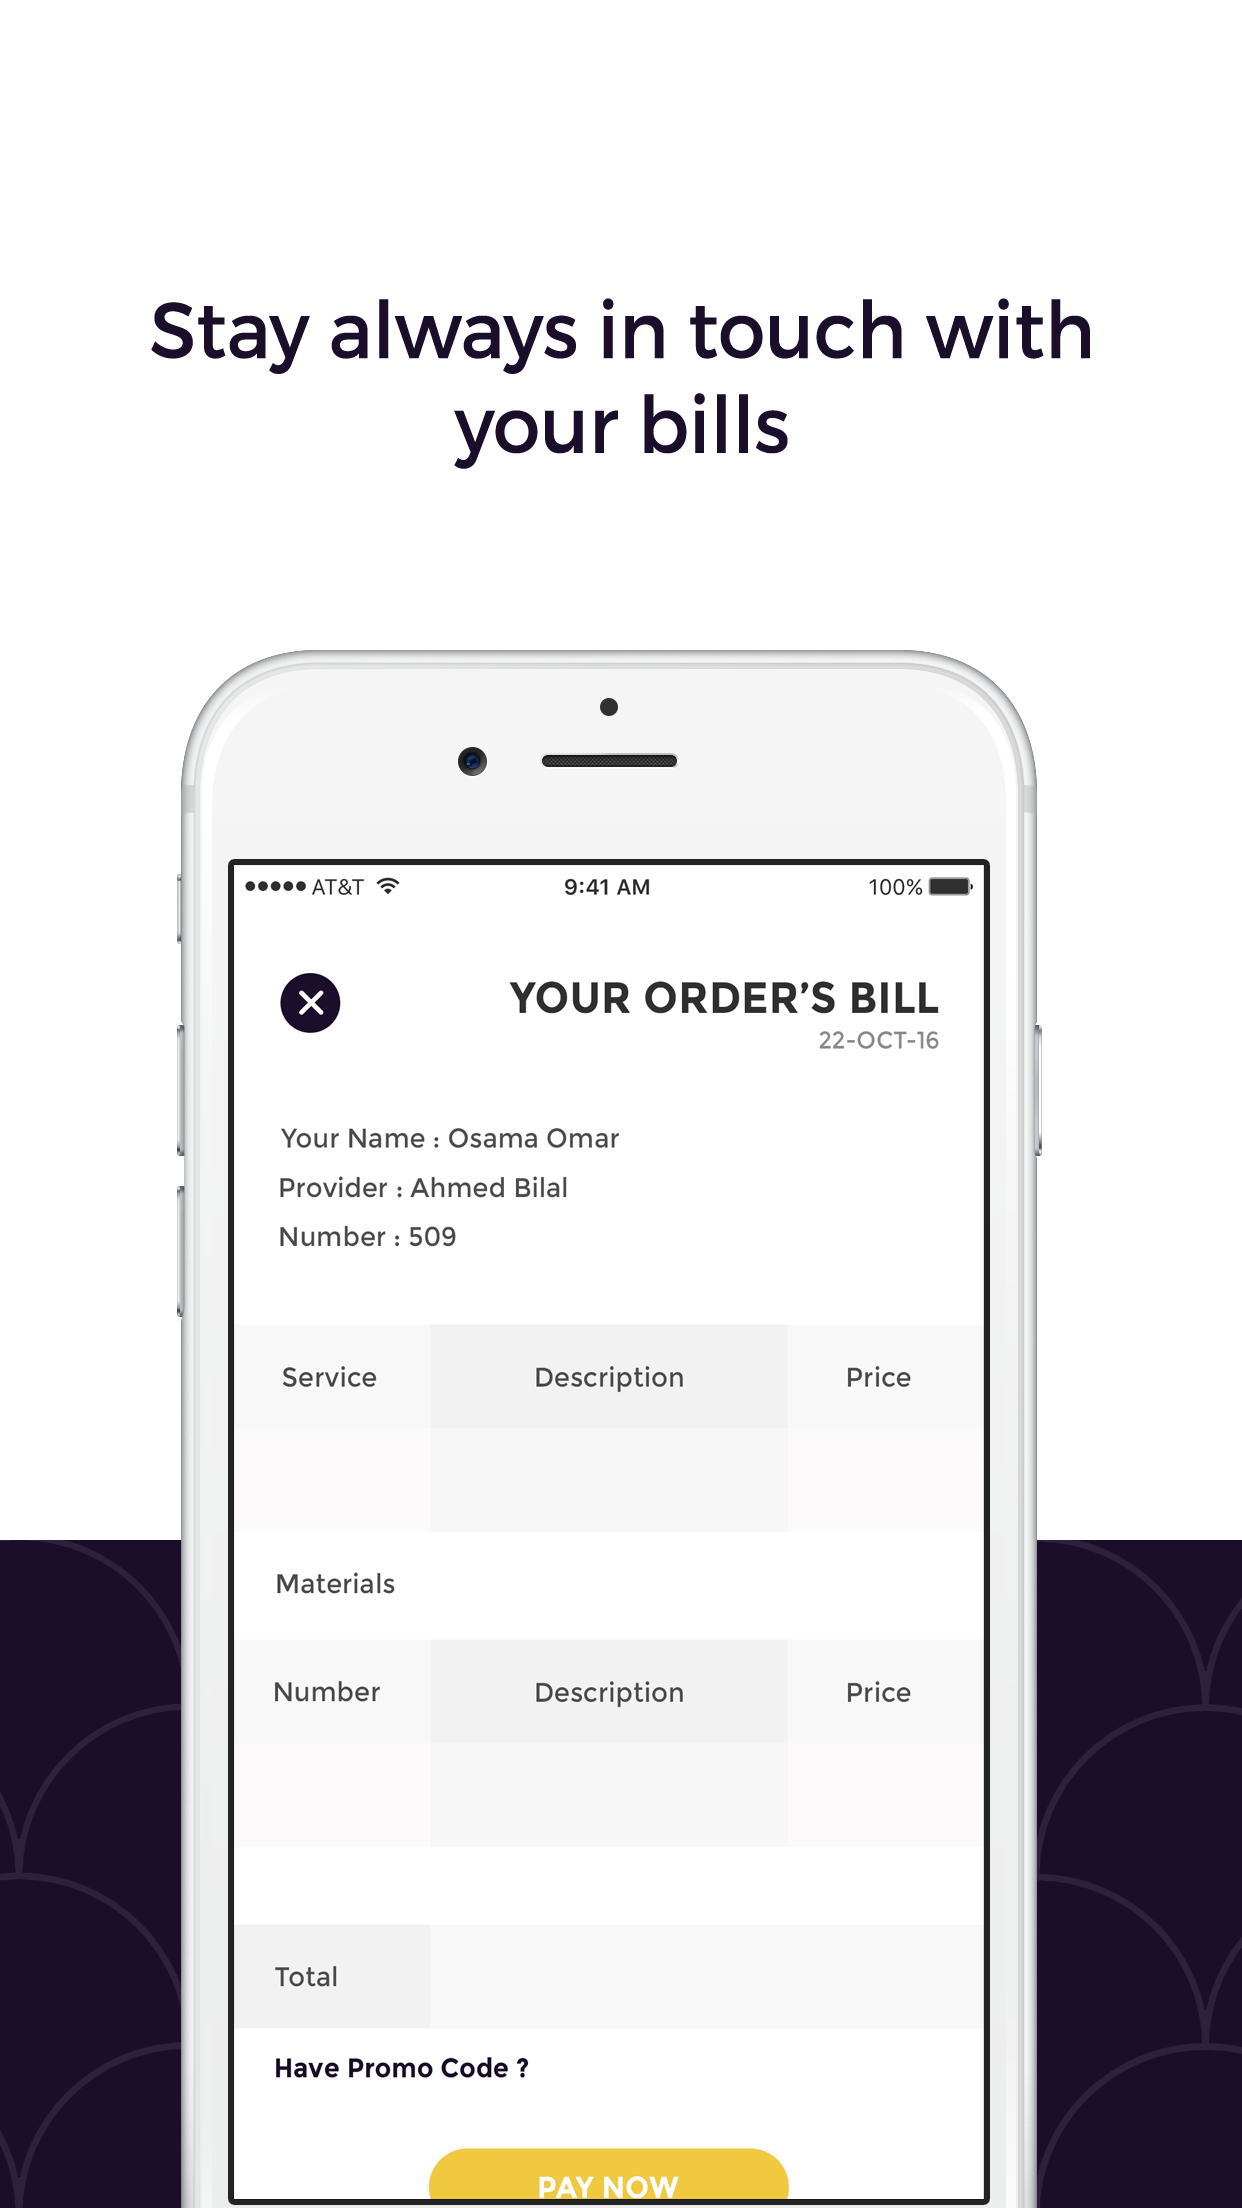 Stay always in touch with
your bills
AT&T 9:41 AM 100%
YOUR ORDER’S BILL
22-OCT-16
Your Name : Osama Omar
Provider : Ahmed Bilal
Number : 509
Service Description Price
Materials
Number Description Price
Total
Have Promo Code ?
PAY NOW